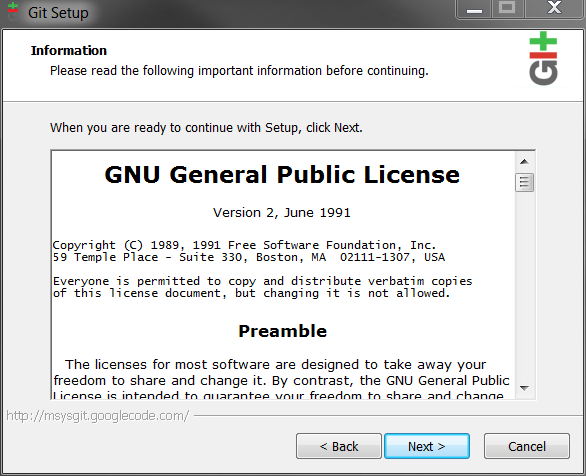 Git Setup
Information
Please read the following important information before continuing.
GIT
When you are ready to continue with Setup, click Next.
GNU General Public License
Version 2, June 1991
Copyright (C) 1989, 1991 Free Software Foundation, Inc.
59 Temple Place - Suite 330, Boston, MA  02111-1307, USA
Everyone is permitted to copy and distribute verbatim copies
of this license document, but changing it is not allowed.
Preamble
The licenses for most software are designed to take away your
freedom to share and change it. By contrast, the GNU General Public
License is intended to guarantee your freedom to share and change
http://msysgit.googlecode.com/
< Back
Next >
Cancel